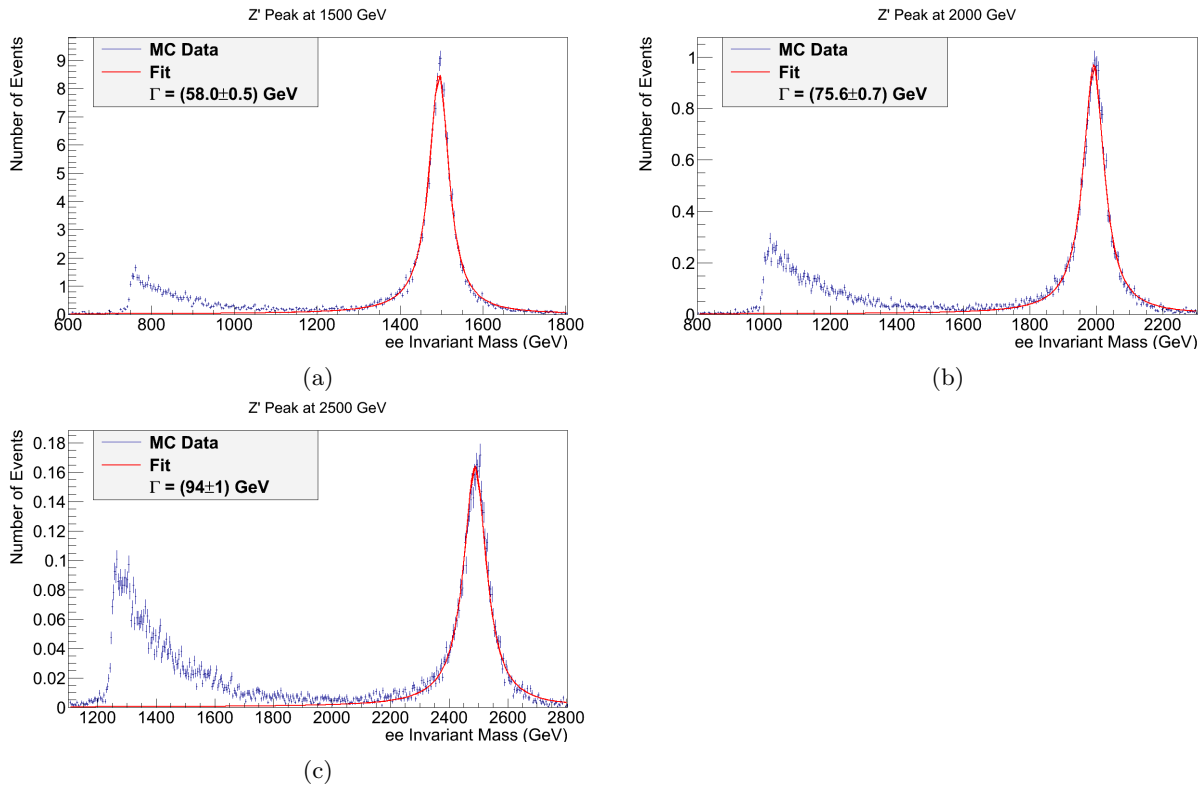 Z' Peak at 1500 GeV
Number of Events
MC Data
Fit
Γ = (58.0±0.5) GeV
9
8
7
6
5
4
3
2
1
0
600 800 1000 1200 1400 1600 1800
ee Invariant Mass (GeV)
(a)
Z' Peak at 2000 GeV
Number of Events
MC Data
Fit
Γ = (75.6±0.7) GeV
1
0.8
0.6
0.4
0.2
0
800 1000 1200 1400 1600 1800 2000 2200
ee Invariant Mass (GeV)
(b)
Z' Peak at 2500 GeV
Number of Events
MC Data
Fit
Γ = (94±1) GeV
0.18
0.16
0.14
0.12
0.1
0.08
0.06
0.04
0.02
0
1200 1400 1600 1800 2000 2200 2400 2600 2800
ee Invariant Mass (GeV)
(c)